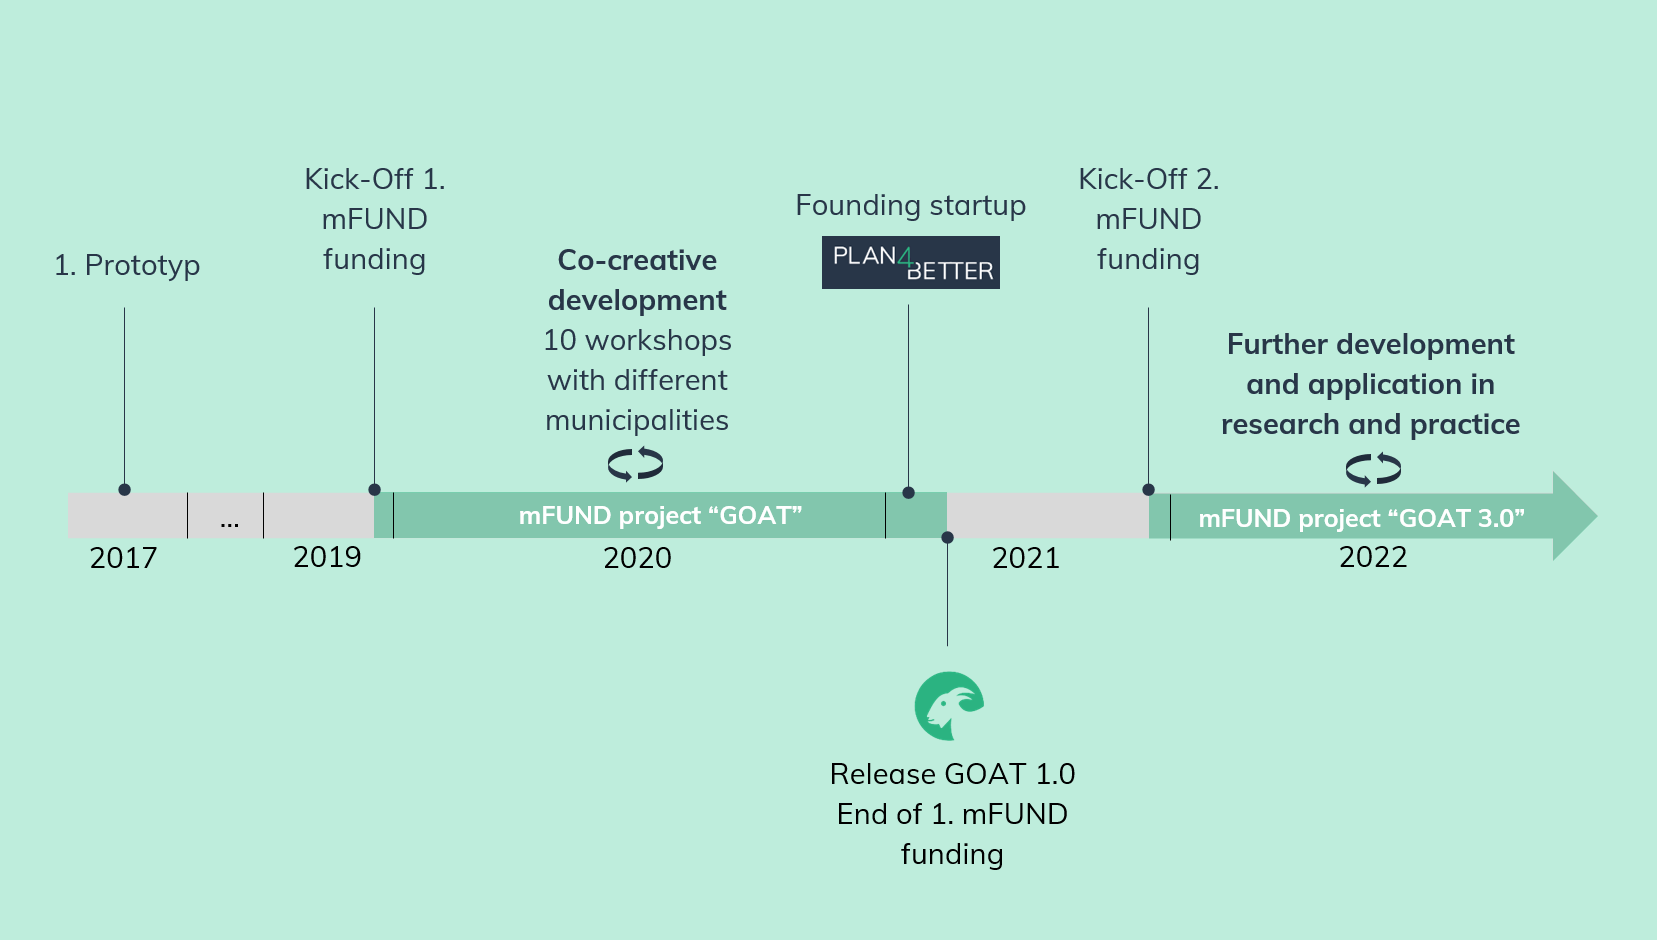 1. Prototyp
Kick-Off 1.
mFUND
funding
Co-creative
development
10 workshops
with different
municipalities
Founding startup
PLAN4
BETTER
Kick-Off 2.
mFUND
funding
Further development
and application in
research and practice
...
mFUND project “GOAT”
mFUND project “GOAT 3.0”
2017
2019
2020
2021
2022
Release GOAT 1.0
End of 1. mFUND
funding